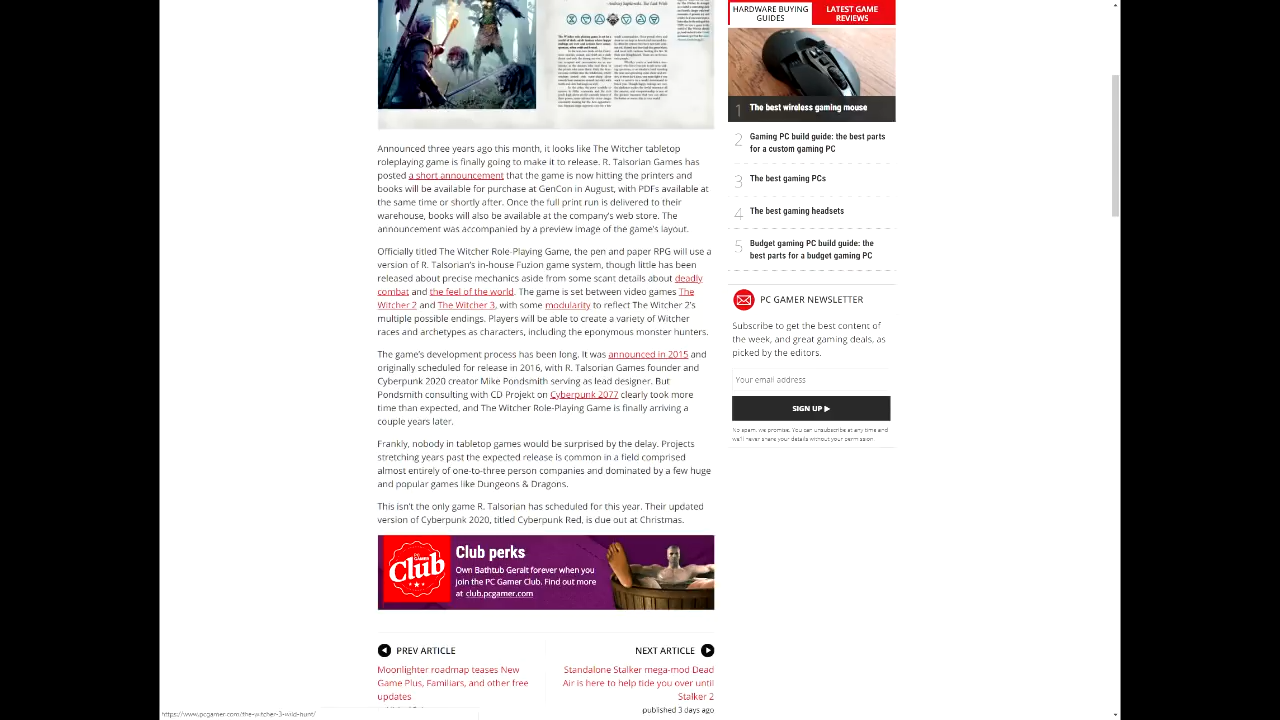 HARDWARE BUYING
GUIDES
LATEST GAME
REVIEWS
1 The best wireless gaming mouse
2 Gaming PC build guide: the best parts
for a custom gaming PC
3 The best gaming PCs
4 The best gaming headsets
5 Budget gaming PC build guide: the
best parts for a budget gaming PC
Announced three years ago this month, it looks like The Witcher tabletop
roleplaying game is finally going to make it to release. R. Talsorian Games has
posted a short announcement that the game is now hitting the printers and
books will be available for purchase at GenCon in August, with PDFs available at
the same time or shortly after. Once the full print run is delivered to their
warehouse, books will also be available at the company's web store. The
announcement was accompanied by a preview image of the game's layout.
Officially titled The Witcher Role-Playing Game, the pen and paper RPG will use a
version of R. Talsorian's in-house Fuzion game system, though little has been
released about precise mechanics aside from some scant details about deadly
combat and the feel of the world. The game is set between video games The
Witcher 2 and The Witcher 3, with some modularity to reflect The Witcher 2's
multiple possible endings. Players will be able to create a variety of Witcher
races and archetypes as characters, including the eponymous monster hunters.
The game's development process has been long. It was announced in 2015 and
originally scheduled for release in 2016, with R. Talsorian Games founder and
Cyberpunk 2020 creator Mike Pondsmith serving as lead designer. But
Pondsmith consulting with CD Projekt on Cyberpunk 2077 clearly took more
time than expected, and The Witcher Role-Playing Game is finally arriving a
couple years later.
Frankly, nobody in tabletop games would be surprised by the delay. Projects
stretching years past the expected release is common in a field comprised
almost entirely of one-to-three person companies and dominated by a few huge
and popular games like Dungeons & Dragons.
This isn't the only game R. Talsorian has scheduled for this year. Their updated
version of Cyberpunk 2020, titled Cyberpunk Red, is due out at Christmas.
PC GAMER NEWSLETTER
Subscribe to get the best content of
the week, and great gaming deals, as
picked by the editors.
Your email address
SIGN UP ▶
No spam, we promise. You can unsubscribe at any time and
we'll never share your details without your permission.
PC
GAMER
Club
Club perks
Own Bathtub Geralt forever when you
join the PC Gamer Club. Find out more
at club.pcgamer.com
PREV ARTICLE
Moonlighter roadmap teases New
Game Plus, Familiars, and other free
updates
NEXT ARTICLE
Standalone Stalker mega-mod Dead
Air is here to help tide you over until
Stalker 2
published 3 days ago
https://www.pcgamer.com/the-witcher-3-wild-hunt/